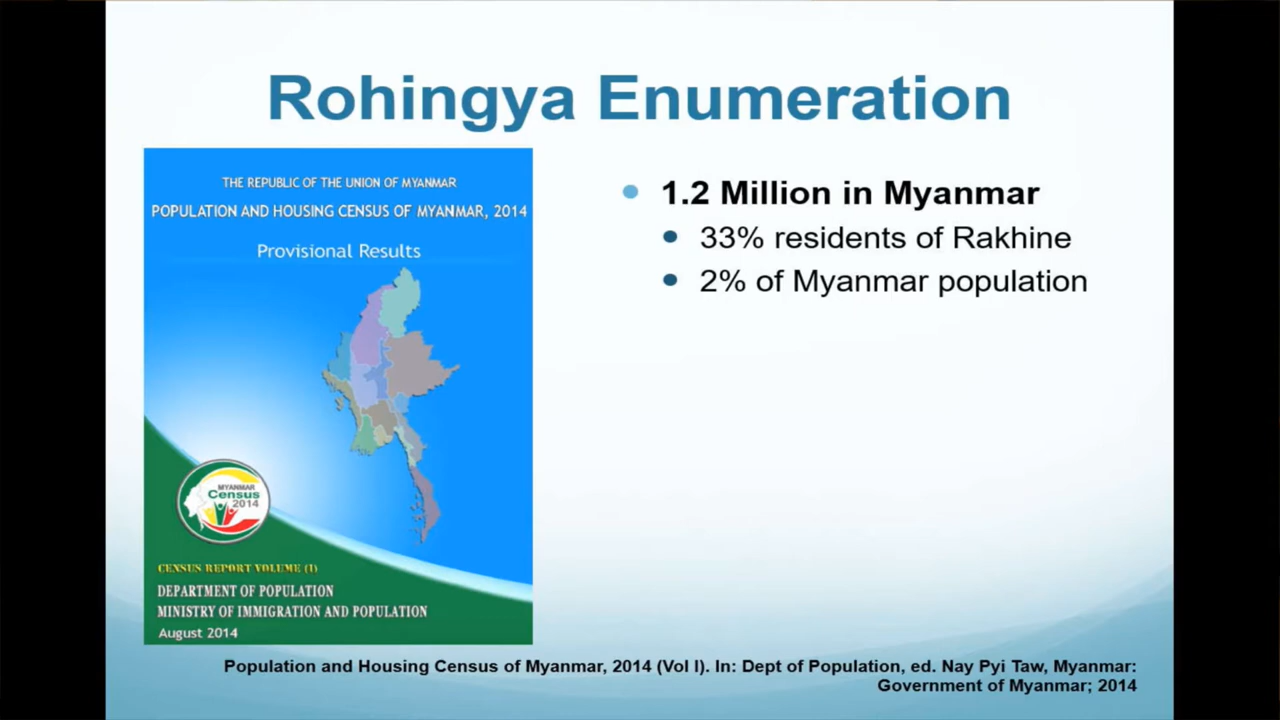 Rohingya Enumeration
THE REPUBLIC OF THE UNION OF MYANMAR
POPULATION AND HOUSING CENSUS OF MYANMAR, 2014
Provisional Results
MYANMAR
Census
2014
CENSUS REPORT VOLUME (I)
DEPARTMENT OF POPULATION
MINISTRY OF IMMIGRATION AND POPULATION
August 2014
1.2 Million in Myanmar
33% residents of Rakhine
2% of Myanmar population
Population and Housing Census of Myanmar, 2014 (Vol I). In: Dept of Population, ed. Nay Pyi Taw, Myanmar:
Government of Myanmar; 2014